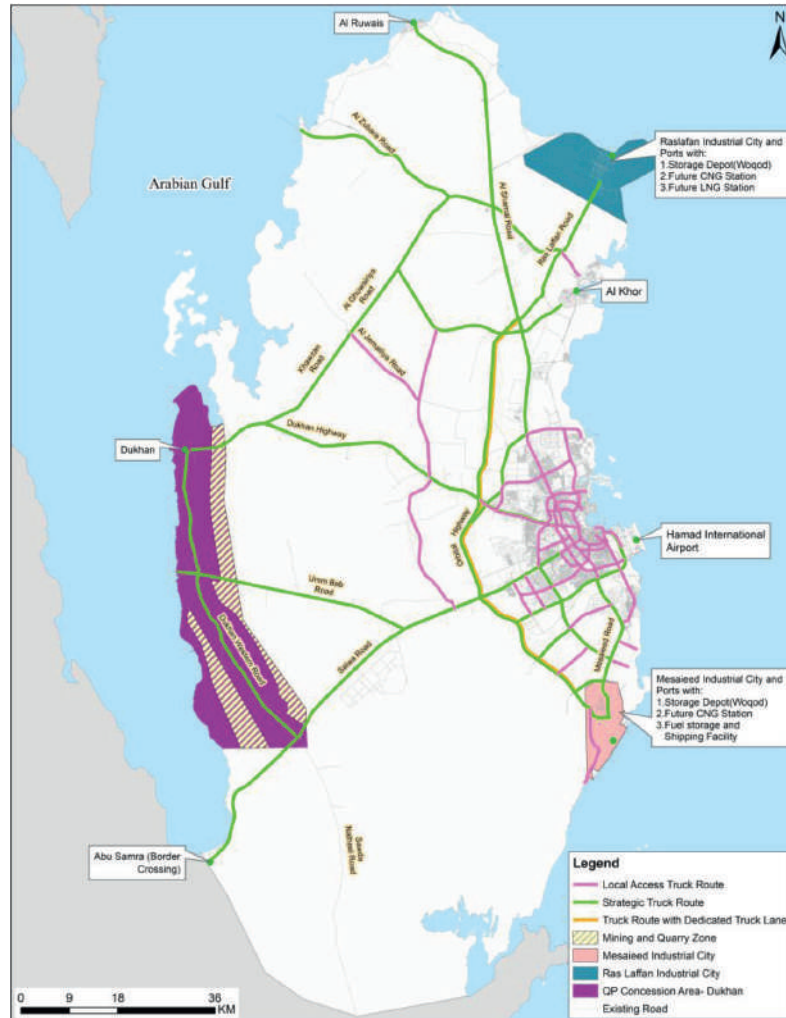 Al Ruwais
N
Al Zubara Road
Raslafan Industrial City and
Ports with:
1.Storage Depot(Woqod)
2.Future CNG Station
3.Future LNG Station
Arabian Gulf
Al Shamal Road
Ras Laffan Road
Al Ghuwairiya
Road
Al Khor
Khraezan
Road
Al Jemailiya Road
Dukhan Highway
Dukhan
Orbital Highway
Hamad International
Airport
Umm Bab
Road
Dukhan Western Road
Salwa Road
Mesaieed Road
Mesaieed Industrial City and
Ports with:
1.Storage Depot(Woqod)
2.Future CNG Station
3.Fuel storage and
Shipping Facility
Sawda
Natheel Road
Abu Samra (Border
Crossing)
Legend
Local Access Truck Route
Strategic Truck Route
Truck Route with Dedicated Truck Lane
Mining and Quarry Zone
Mesaieed Industrial City
Ras Laffan Industrial City
QP Concession Area- Dukhan
Existing Road
0 9 18 36
KM